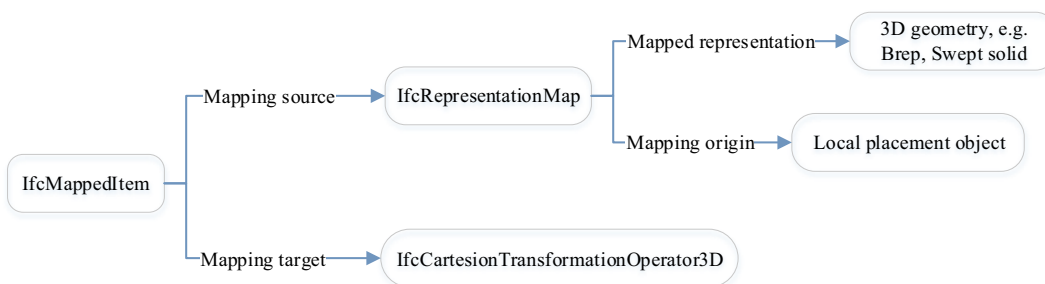 Mapped representation
3D geometry, e.g.
Brep, Swept solid
Mapping source
IfcRepresentationMap
Mapping origin
Local placement object
IfcMappedItem
Mapping target
IfcCartesionTransformationOperator3D